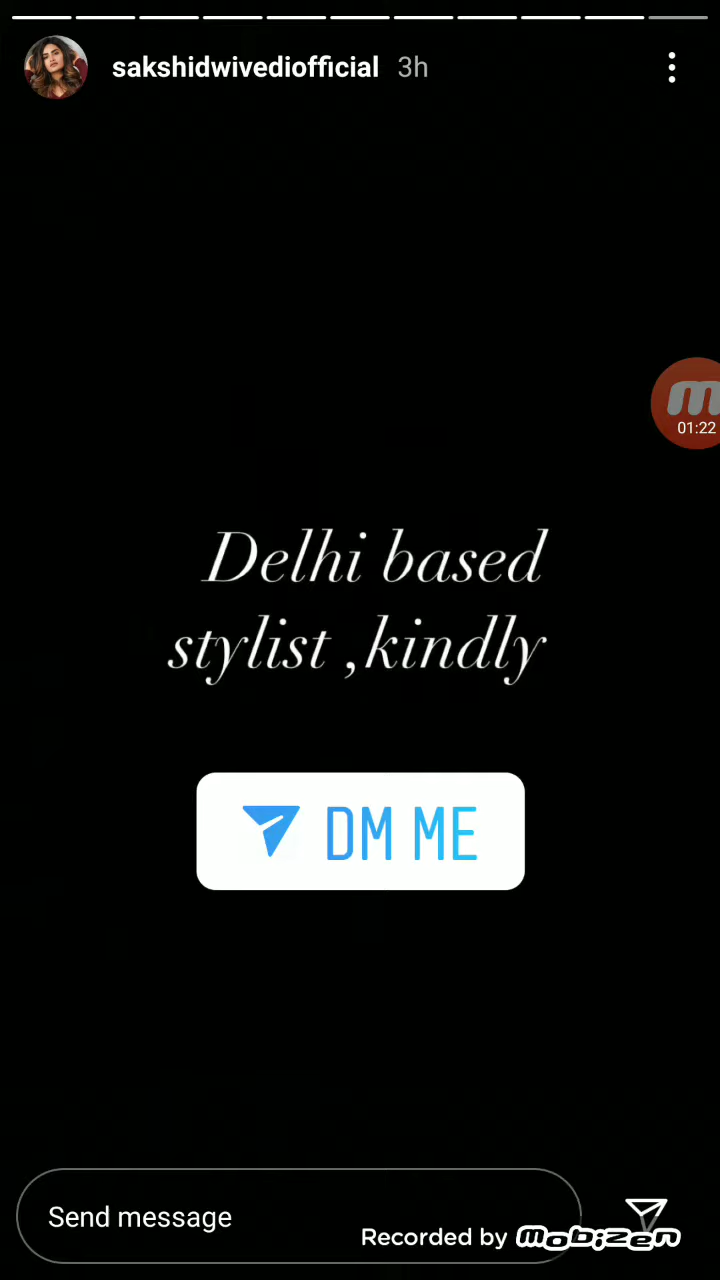 sakshidwivediofficial 3h
m
01:22
Delhi based
stylist ,kindly
DM ME
Send message
Recorded by mobizen